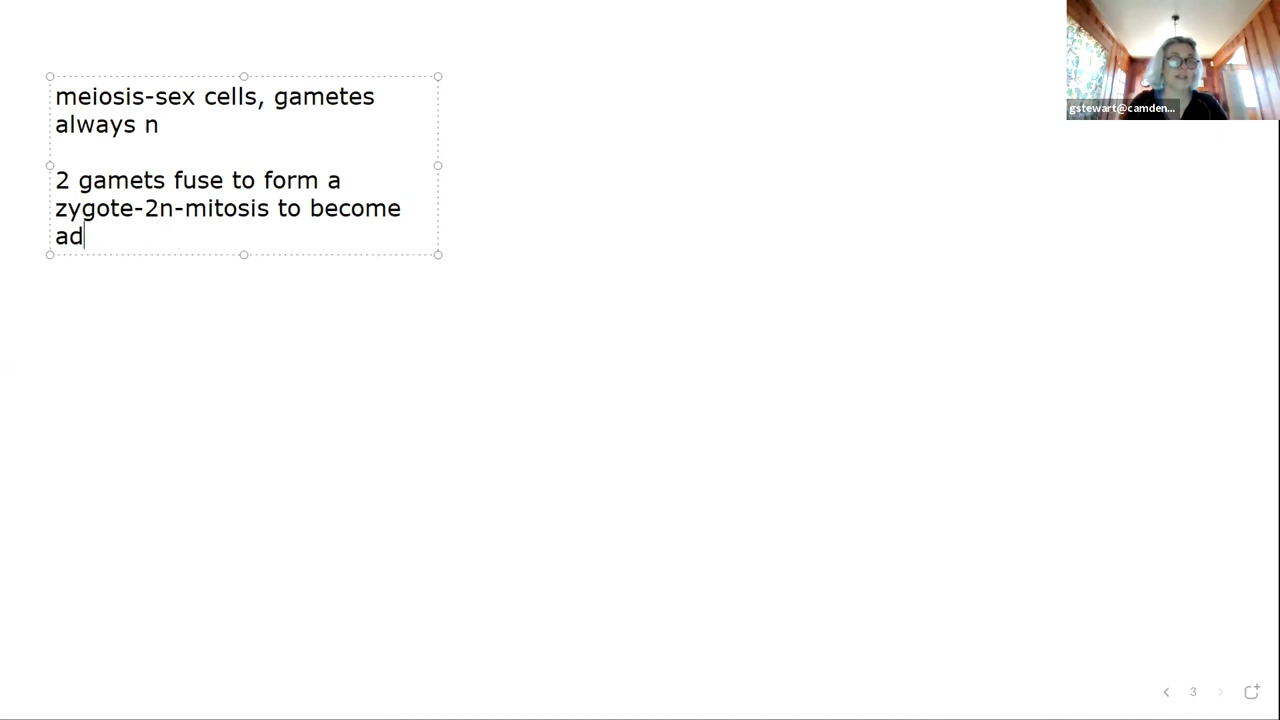 meiosis-sex cells, gametes
always n
2 gamets fuse to form a
zygote-2n-mitosis to become
ad
gstewart@camden...
3